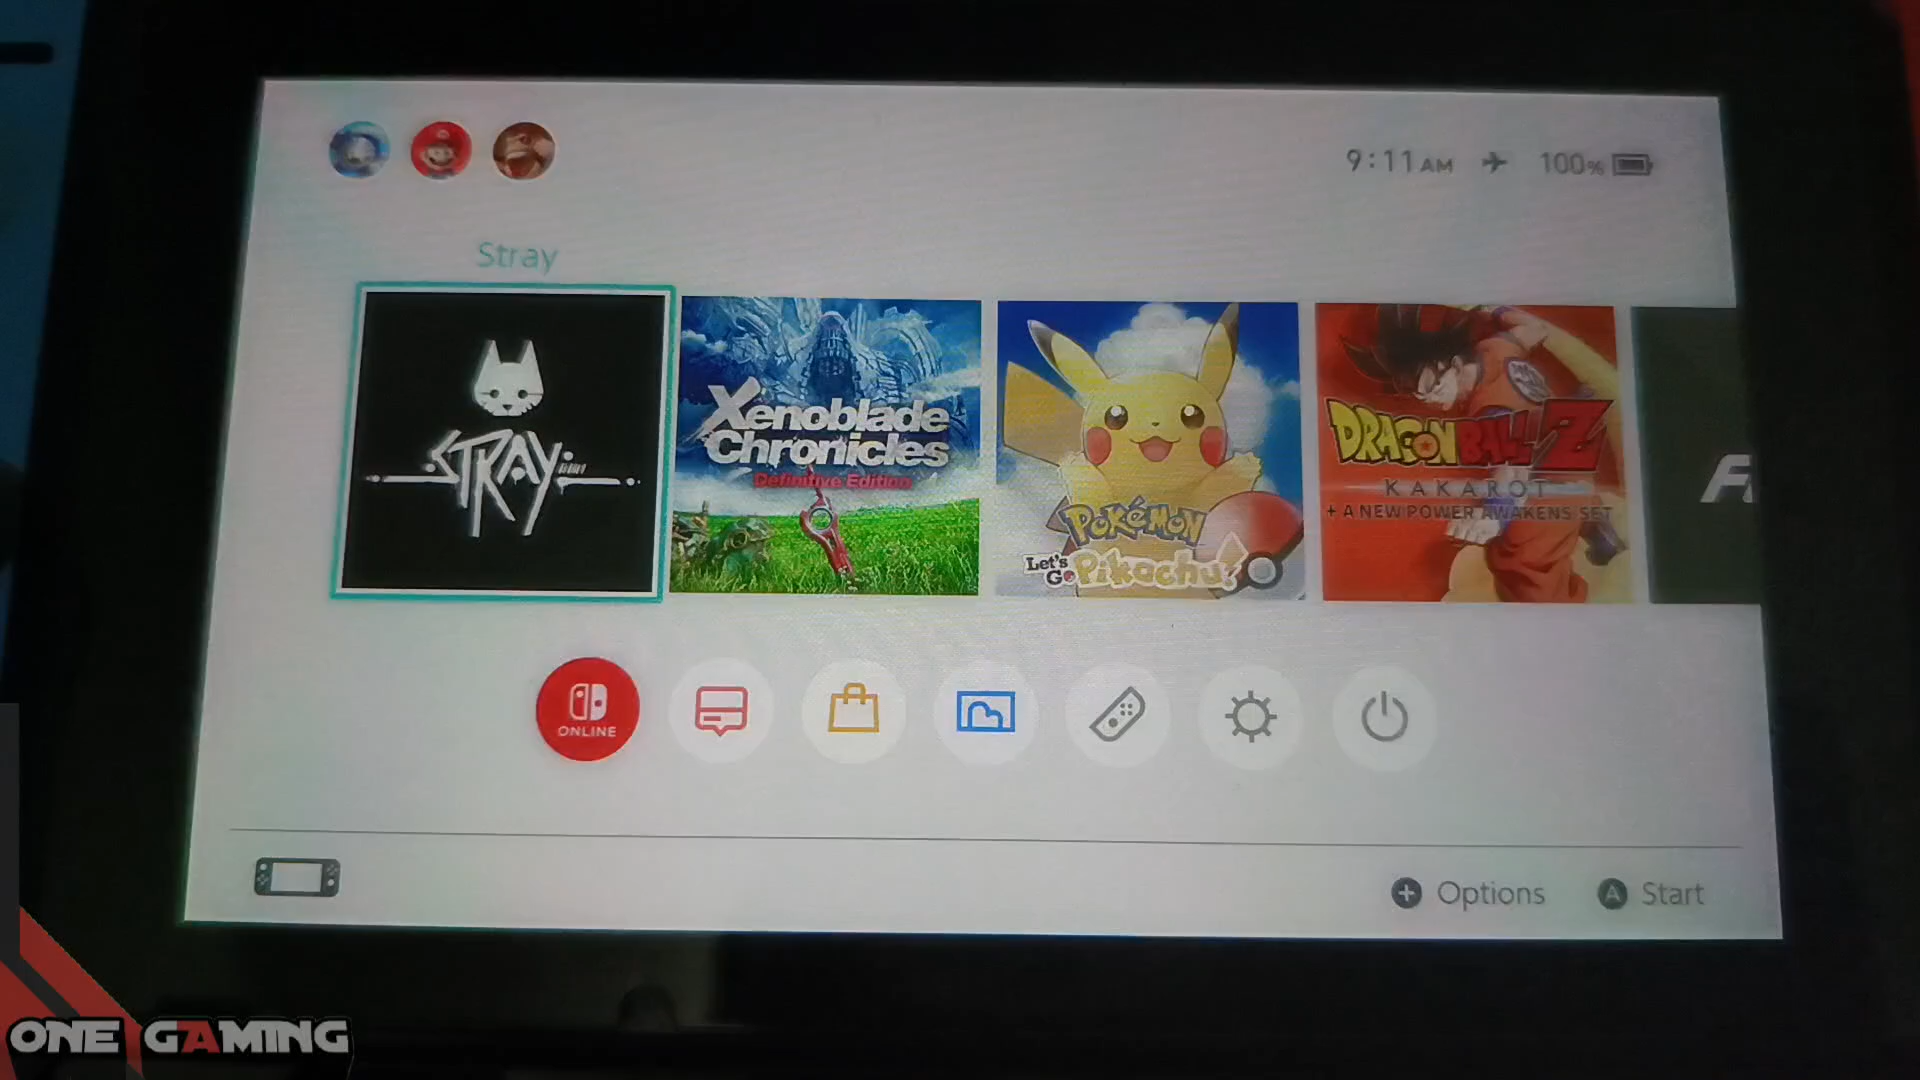 9:11 AM 100%
Stray
STRAY
Xenoblade
Chronicles
Definitive Edition
POKÉMON
Let's Go Pikachu!
DRAGON BALL Z
KAKAROT
+ A NEW POWER AWAKENS SET
ONLINE
+ Options A Start
ONE GAMING